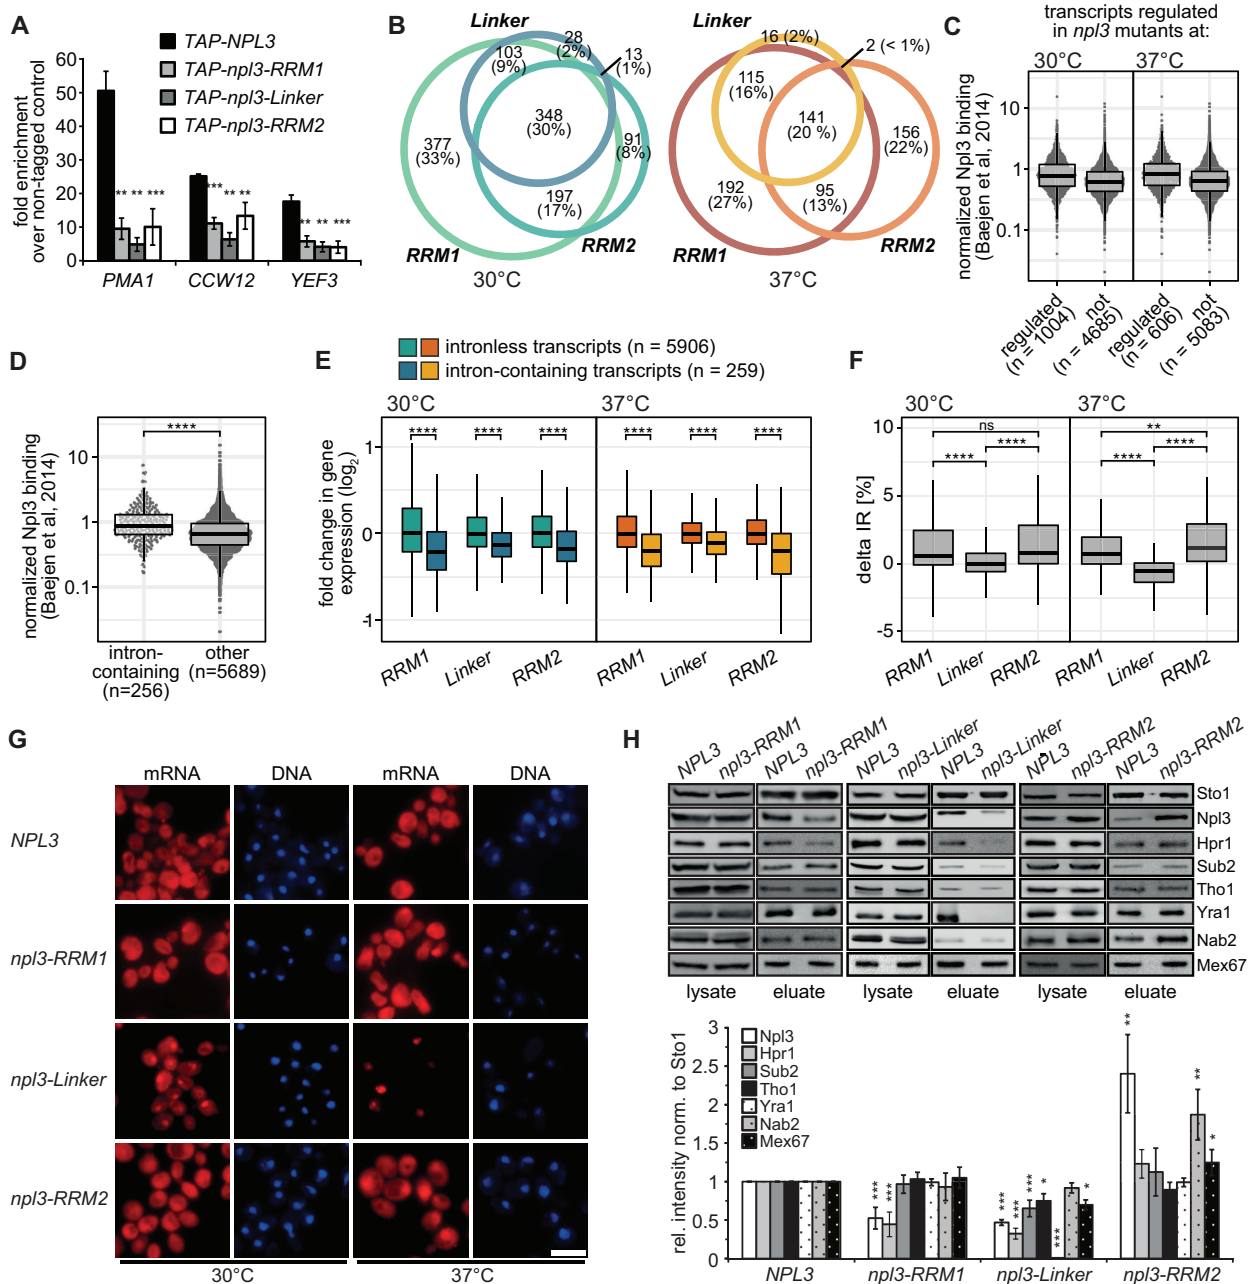 A
TAP-NPL3
TAP-npl3-RRM1
TAP-npl3-Linker
TAP-npl3-RRM2
fold enrichment
over non-tagged control
60
50
40
30
20
10
0
** ** ***
*** ** **
** ** ***
PMA1
CCW12
YEF3
B
Linker
28
(2%)
103
(9%)
13
(1%)
348
(30%)
377
(33%)
91
(8%)
197
(17%)
RRM1
RRM2
30°C
Linker
16 (2%)
2 (< 1%)
115
(16%)
141
(20 %)
156
(22%)
192
(27%)
95
(13%)
RRM1
RRM2
37°C
C
transcripts regulated
in npl3 mutants at:
30°C
37°C
normalized Npl3 binding
(Baejen et al, 2014)
10
1
0.1
regulated
(n = 1004)
not
(n = 4685)
regulated
(n = 606)
not
(n = 5083)
D
normalized Npl3 binding
(Baejen et al, 2014)
10
1
0.1
****
intron-
containing
(n=256)
other
(n=5689)
E
intronless transcripts (n = 5906)
intron-containing transcripts (n = 259)
30°C
37°C
fold change in gene
expression (log2)
1
0
-1
**** **** **** **** **** ****
RRM1
Linker
RRM2
RRM1
Linker
RRM2
F
30°C
37°C
delta IR [%]
10
5
0
-5
ns
****
****
**
****
****
RRM1
Linker
RRM2
RRM1
Linker
RRM2
G
mRNA
DNA
mRNA
DNA
NPL3
npl3-RRM1
npl3-Linker
npl3-RRM2
30°C
37°C
H
NPL3
npl3-RRM1
NPL3
npl3-RRM1
NPL3
npl3-Linker
NPL3
npl3-Linker
NPL3
npl3-RRM2
NPL3
npl3-RRM2
Sto1
Npl3
Hpr1
Sub2
Tho1
Yra1
Nab2
Mex67
lysate
eluate
lysate
eluate
lysate
eluate
rel. intensity norm. to Sto1
3
2.5
2
1.5
1
0.5
0
Npl3
Hpr1
Sub2
Tho1
Yra1
Nab2
Mex67
***
***
***
***
***
*
***
*
**
**
*
NPL3
npl3-RRM1
npl3-Linker
npl3-RRM2